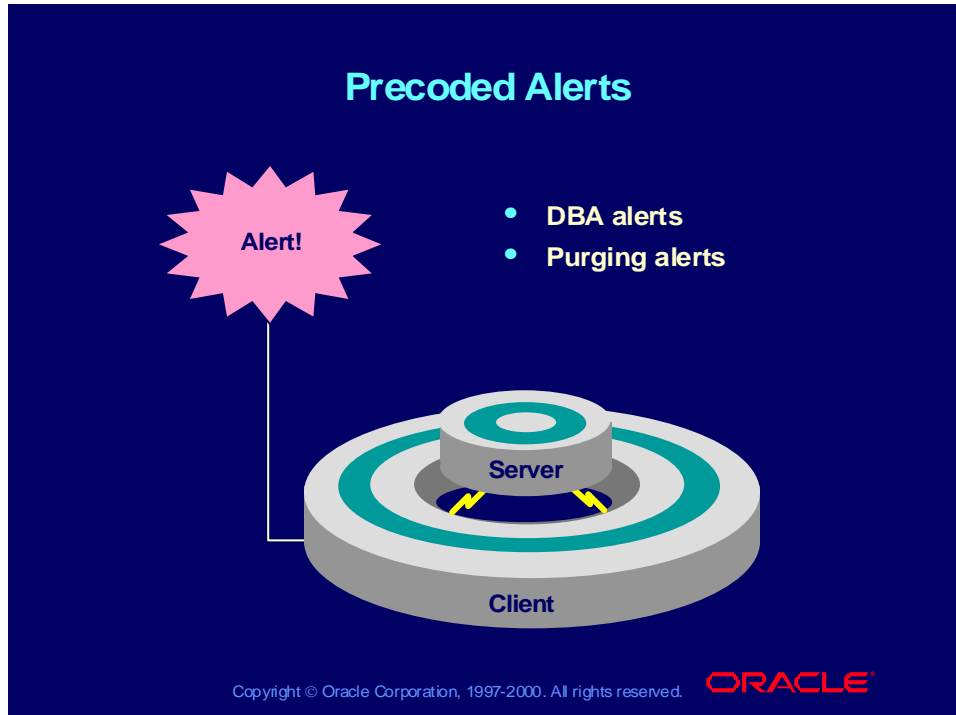 Precoded Alerts
Alert!
• DBA alerts
• Purging alerts
Server
Client
Copyright © Oracle Corporation, 1997-2000. All rights reserved.
ORACLE®